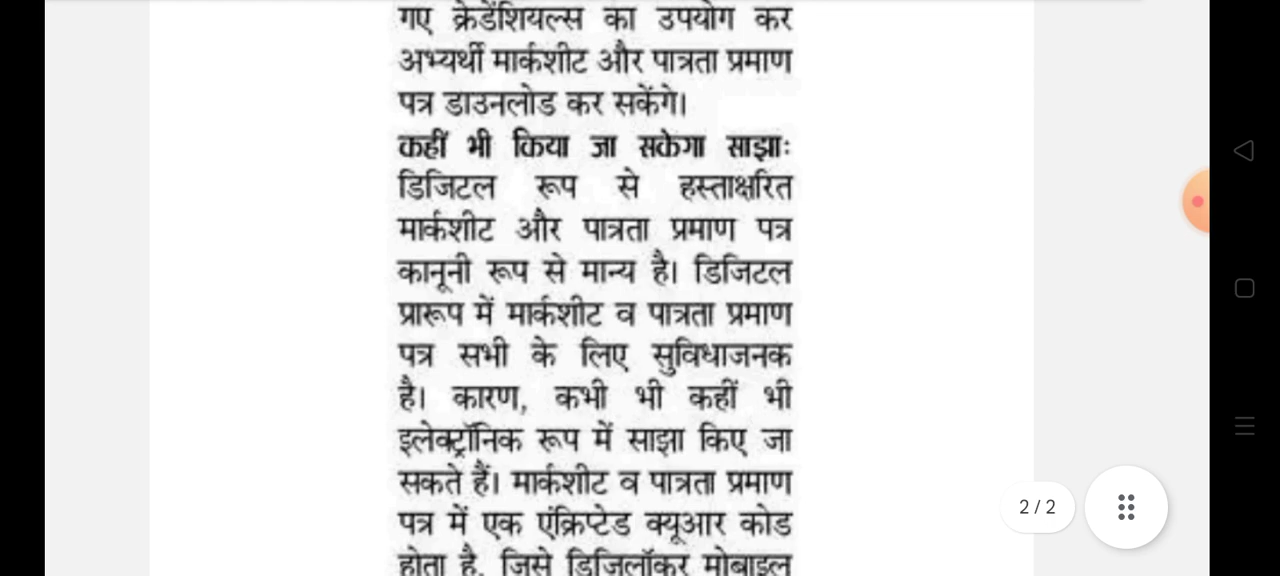 गए क्रेडेंशियल्स का उपयोग कर
अभ्यर्थी मार्कशीट और पात्रता प्रमाण
पत्र डाउनलोड कर सकेंगे।
कहीं भी किया जा सकेगा साझाः
डिजिटल रूप से हस्ताक्षरित
मार्कशीट और पात्रता प्रमाण पत्र
कानूनी रूप से मान्य है। डिजिटल
प्रारूप में मार्कशीट व पात्रता प्रमाण
पत्र सभी के लिए सुविधाजनक
है। कारण, कभी भी कहीं भी
इलेक्ट्रॉनिक रूप में साझा किए जा
सकते हैं। मार्कशीट व पात्रता प्रमाण
पत्र में एक एंक्रिप्टेड क्यूआर कोड
होता है, जिसे डिजिलॉकर मोबाइल
2 / 2